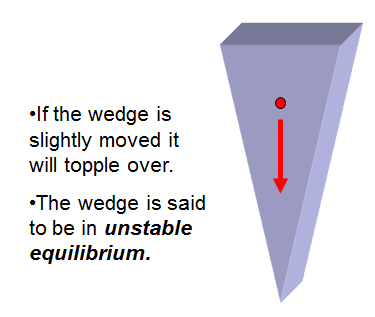 •If the wedge is
slightly moved it
will topple over.
•The wedge is said
to be in unstable
equilibrium.